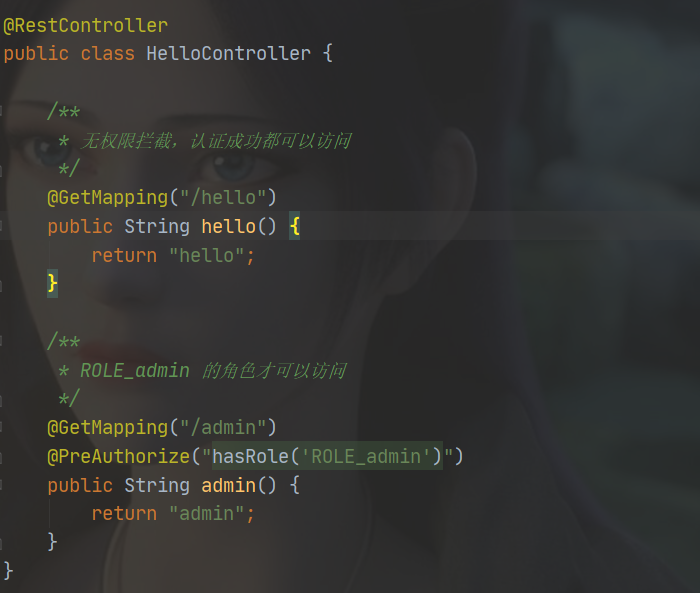 @RestController
public class HelloController {
/**
* 无权限拦截，认证成功都可以访问
*/
@GetMapping("/hello")
public String hello() {
return "hello";
}
/**
* ROLE_admin 的角色才可以访问
*/
@GetMapping("/admin")
@PreAuthorize("hasRole('ROLE_admin')")
public String admin() {
return "admin";
}
}